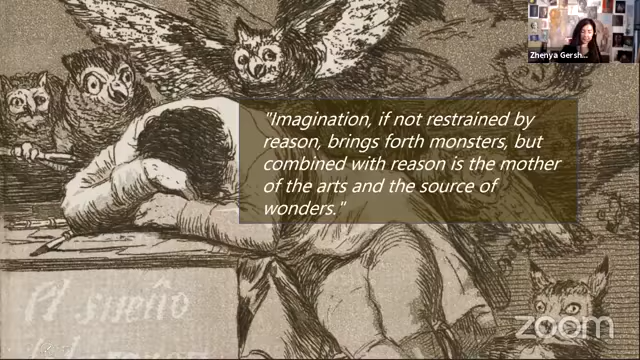 Zhenya Gersh...
"Imagination, if not restrained by
reason, brings forth monsters, but
combined with reason is the mother
of the arts and the source of
wonders."
El sueño
zoom